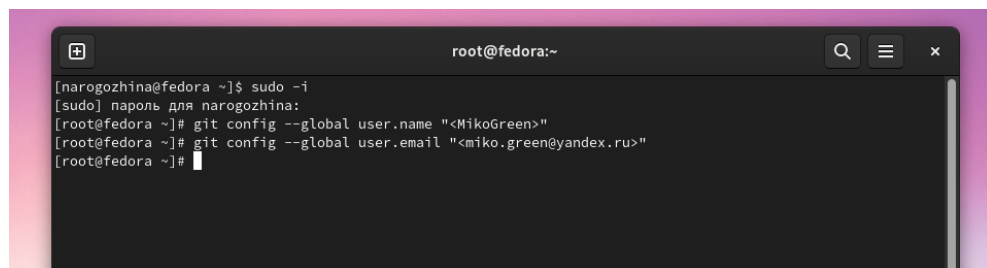 root@fedora:~
[narogozhina@fedora ~]$ sudo -i
[sudo] пароль для narogozhina:
[root@fedora ~]# git config --global user.name "<MikoGreen>"
[root@fedora ~]# git config --global user.email "<miko.green@yandex.ru>"
[root@fedora ~]#